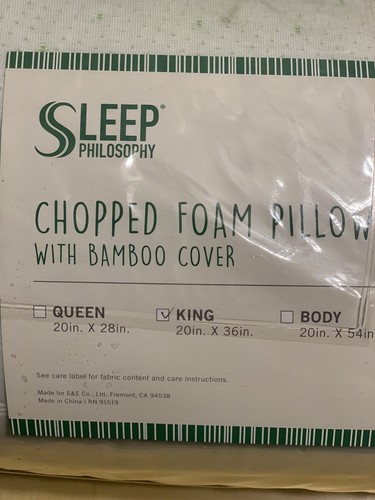 SLEEP®
PHILOSOPHY
CHOPPED FOAM PILLOW
WITH BAMBOO COVER
QUEEN KING BODY
20in. X 28in. 20in. X 36in. 20in. X 54in
See care label for fabric content and care instructions.
Made for E&E Co., Ltd, Fremont, CA 94538
Made in China | RN 91519